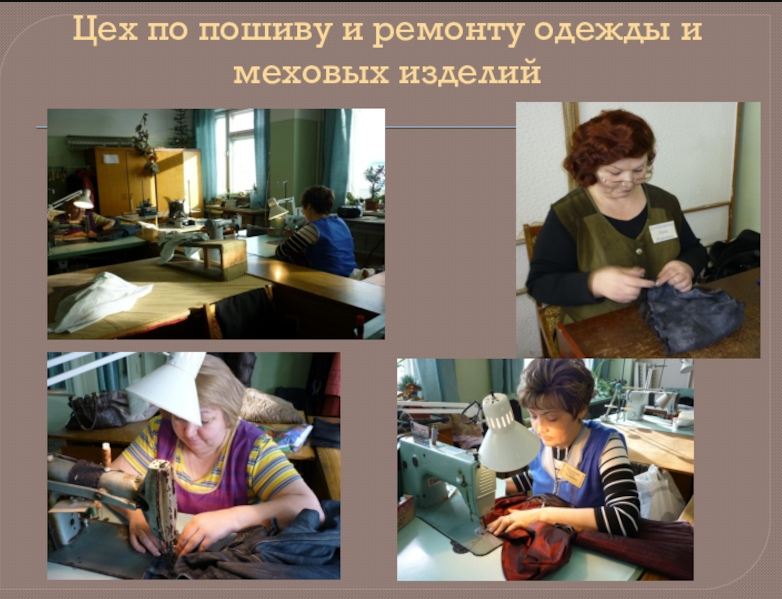 Цех по пошиву и ремонту одежды и
меховых изделий